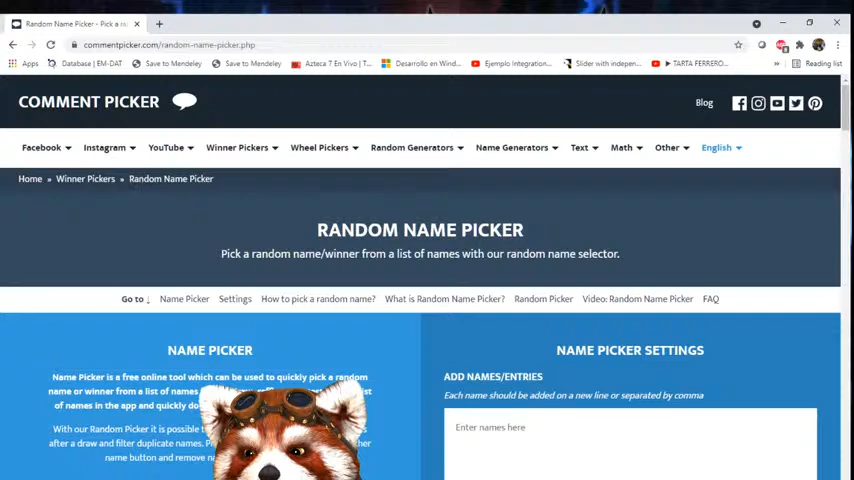 Random Name Picker - Pick a ra
commentpicker.com/random-name-picker.php
Apps Database | EM-DAT Save to Mendeley Save to Mendeley Azteca 7 En Vivo | T... Desarrollo en Wind... Ejemplo Integration... Slider with indepen... ► TARTA FERRERO... » Reading list
COMMENT PICKER
Blog
Facebook Instagram YouTube Winner Pickers Wheel Pickers Random Generators Name Generators Text Math Other English
Home » Winner Pickers » Random Name Picker
RANDOM NAME PICKER
Pick a random name/winner from a list of names with our random name selector.
Go to ↓ Name Picker Settings How to pick a random name? What is Random Name Picker? Random Picker Video: Random Name Picker FAQ
NAME PICKER
Name Picker is a free online tool which can be used to quickly pick a random
name or winner from a list of names
of names in the app and quickly do
With our Random Picker it is possible
after a draw and filter duplicate names.
name button and remove
NAME PICKER SETTINGS
ADD NAMES/ENTRIES
Each name should be added on a new line or separated by comma
Enter names here